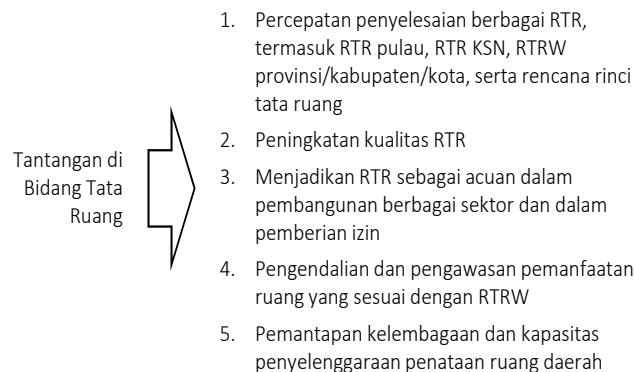 Tantangan di
Bidang Tata
Ruang
1. Percepatan penyelesaian berbagai RTR,
termasuk RTR pulau, RTR KSN, RTRW
provinsi/kabupaten/kota, serta rencana rinci
tata ruang
2. Peningkatan kualitas RTR
3. Menjadikan RTR sebagai acuan dalam
pembangunan berbagai sektor dan dalam
pemberian izin
4. Pengendalian dan pengawasan pemanfaatan
ruang yang sesuai dengan RTRW
5. Pemantapan kelembagaan dan kapasitas
penyelenggaraan penataan ruang daerah